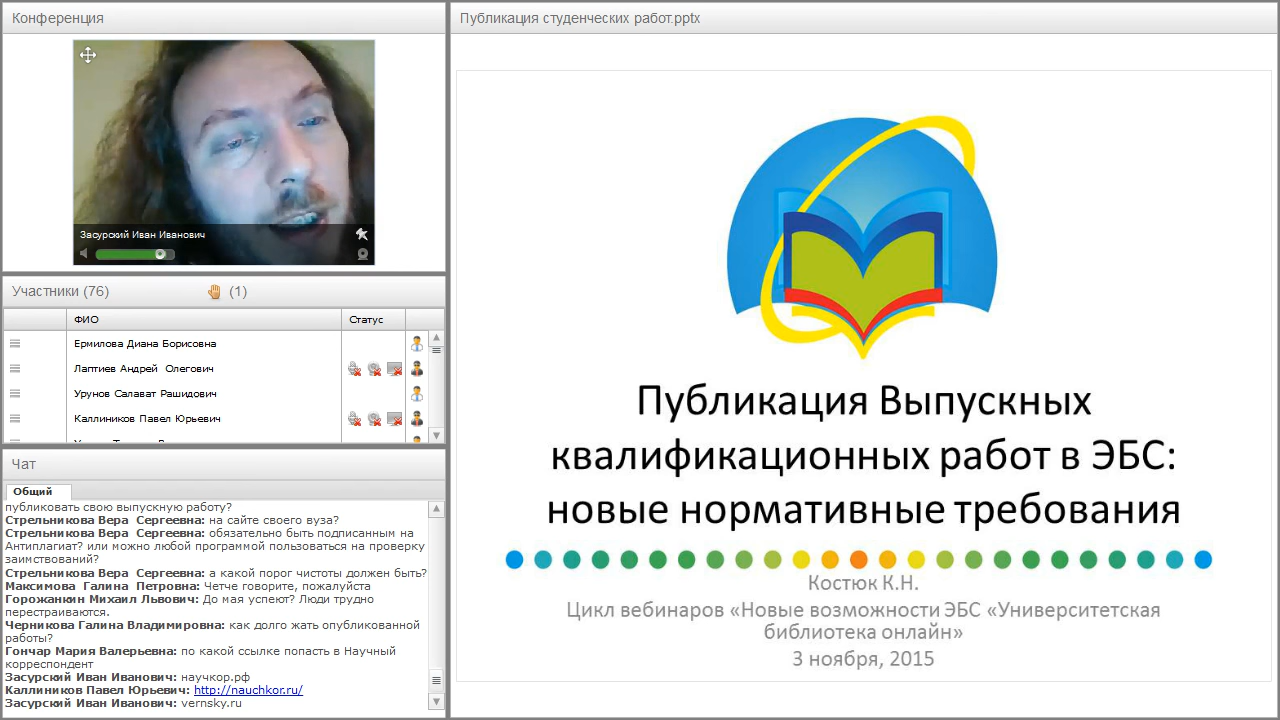 Конференция
Засурский Иван Иванович
Участники (76)
(1)
ФИО
Статус
Ермилова Диана Борисовна
Лаптиев Андрей Олегович
Урунов Салават Рашидович
Каллиников Павел Юрьевич
Чат
Общий
публиковать свою выпускную работу?
Стрельникова Вера Сергеевна: на сайте своего вуза?
Стрельникова Вера Сергеевна: обязательно быть подписанным на
Антиплагиат? или можно любой программой пользоваться на проверку
заимствований?
Стрельникова Вера Сергеевна: а какой порог чистоты должен быть?
Максимова Галина Петровна: Четче говорите, пожалуйста
Горожанкин Михаил Львович: До мая успеют? Люди трудно
перестраиваются.
Черникова Галина Владимировна: как долго жать опубликованной
работы?
Гончар Мария Валерьевна: по какой ссылке попасть в Научный
корреспондент
Засурский Иван Иванович: научкор.рф
Каллиников Павел Юрьевич: http://nauchkor.ru/
Засурский Иван Иванович: vernsky.ru
Публикация студенческих работ.pptx
Публикация Выпускных
квалификационных работ в ЭБС:
новые нормативные требования
Костюк К.Н.
Цикл вебинаров «Новые возможности ЭБС «Университетская
библиотека онлайн»
3 ноября, 2015